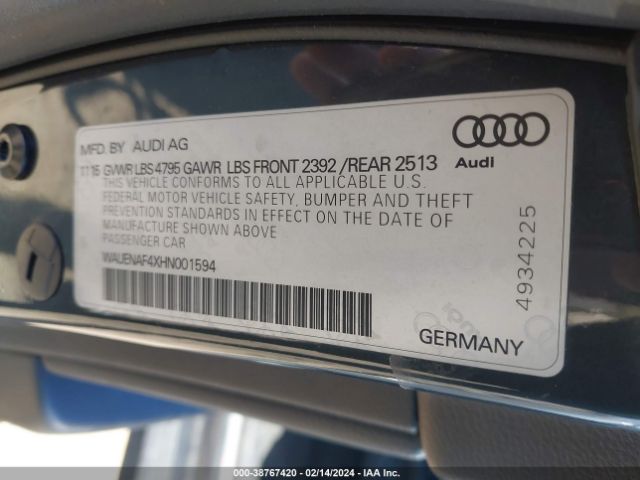 MFD. BY AUDI AG
11 15 GVWR LBS 4795 GAWR LBS FRONT 2392 /REAR 2513
Audi
THIS VEHICLE CONFORMS TO ALL APPLICABLE U.S.
FEDERAL MOTOR VEHICLE SAFETY, BUMPER AND THEFT
PREVENTION STANDARDS IN EFFECT ON THE DATE OF
MANUFACTURE SHOWN ABOVE
PASSENGER CAR
WAUENAF4XHN001594
4934225
GERMANY
000-38767420 - 02/14/2024 - IAA Inc.